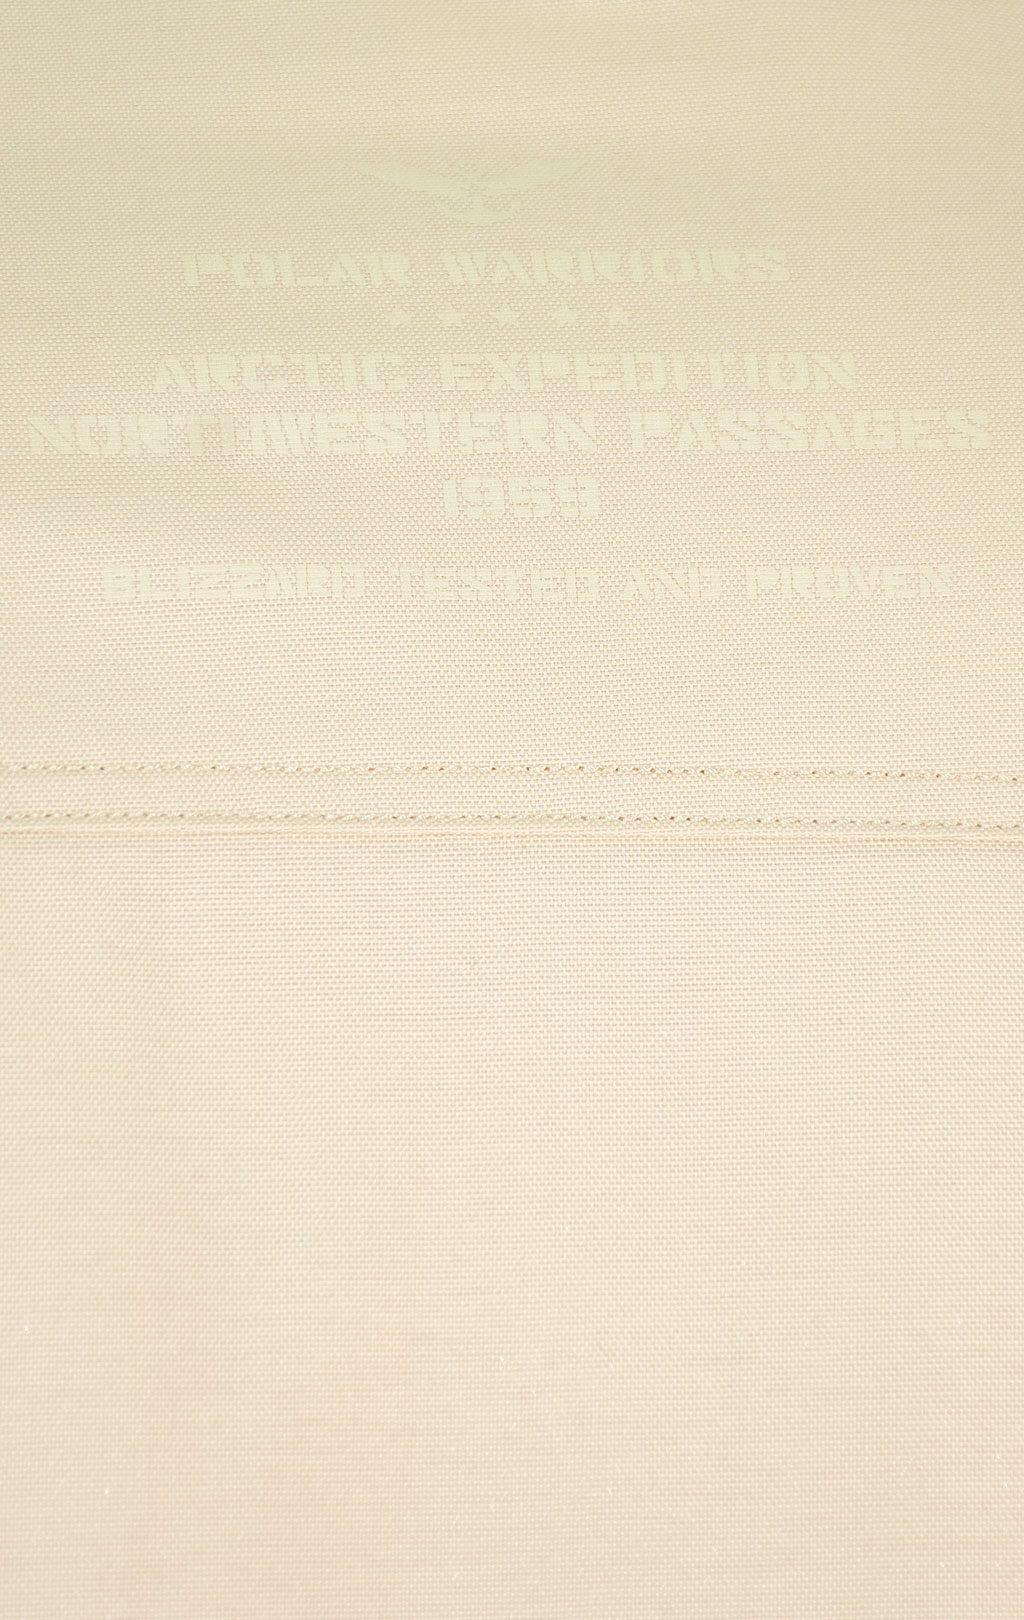 POLAR WARRIORS
★ ★ ★ ★ ★
ARCTIC EXPEDITION
NORTHWESTERN PASSAGES
1959
BLIZZARD TESTED AND PROVEN